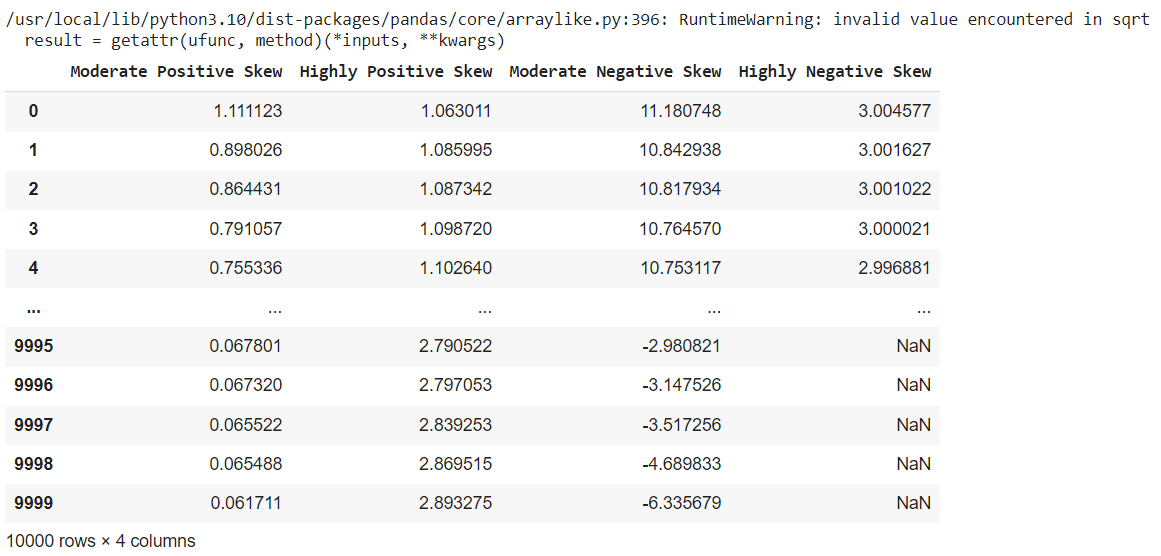 /usr/local/lib/python3.10/dist-packages/pandas/core/arraylike.py:396: RuntimeWarning: invalid value encountered in sqrt
  result = getattr(ufunc, method)(*inputs, **kwargs)
Moderate Positive Skew Highly Positive Skew Moderate Negative Skew Highly Negative Skew
0 1.111123 1.063011 11.180748 3.004577
1 0.898026 1.085995 10.842938 3.001627
2 0.864431 1.087342 10.817934 3.001022
3 0.791057 1.098720 10.764570 3.000021
4 0.755336 1.102640 10.753117 2.996881
... ... ... ... ...
9995 0.067801 2.790522 -2.980821 NaN
9996 0.067320 2.797053 -3.147526 NaN
9997 0.065522 2.839253 -3.517256 NaN
9998 0.065488 2.869515 -4.689833 NaN
9999 0.061711 2.893275 -6.335679 NaN
10000 rows × 4 columns